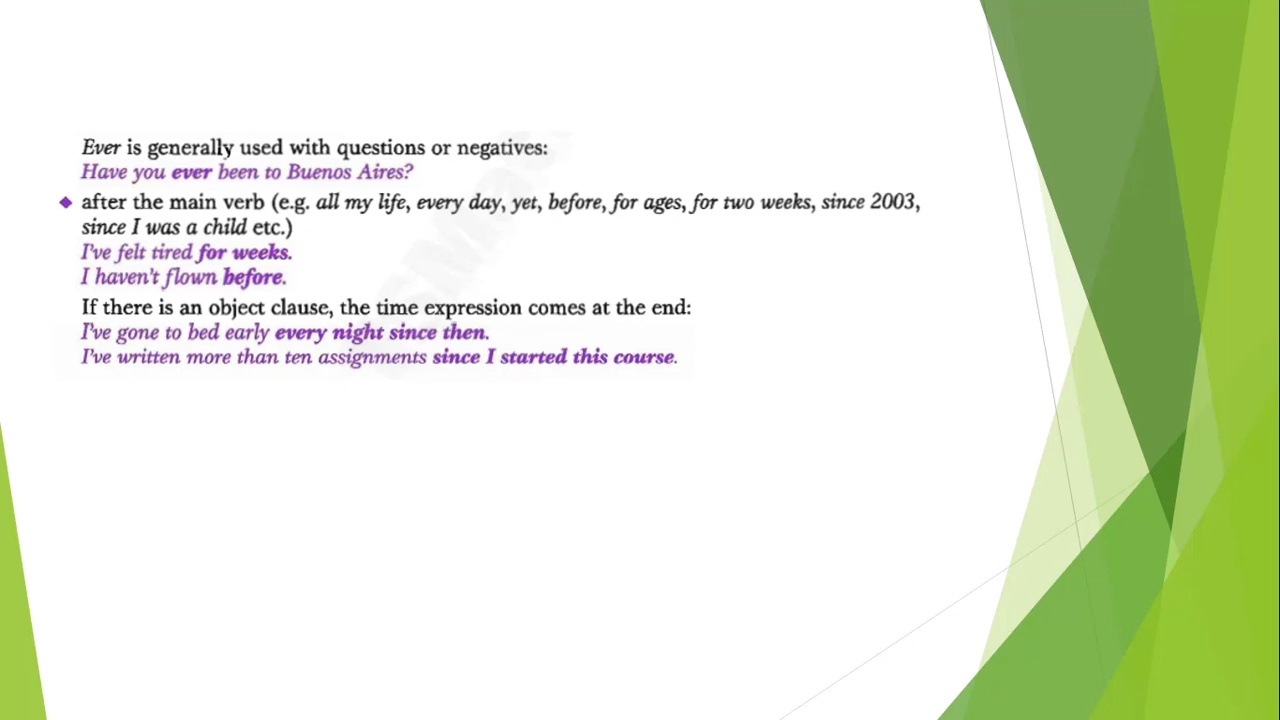 Ever is generally used with questions or negatives:
Have you ever been to Buenos Aires?
◆ after the main verb (e.g. all my life, every day, yet, before, for ages, for two weeks, since 2003,
since I was a child etc.)
I've felt tired for weeks.
I haven't flown before.
If there is an object clause, the time expression comes at the end:
I've gone to bed early every night since then.
I've written more than ten assignments since I started this course.